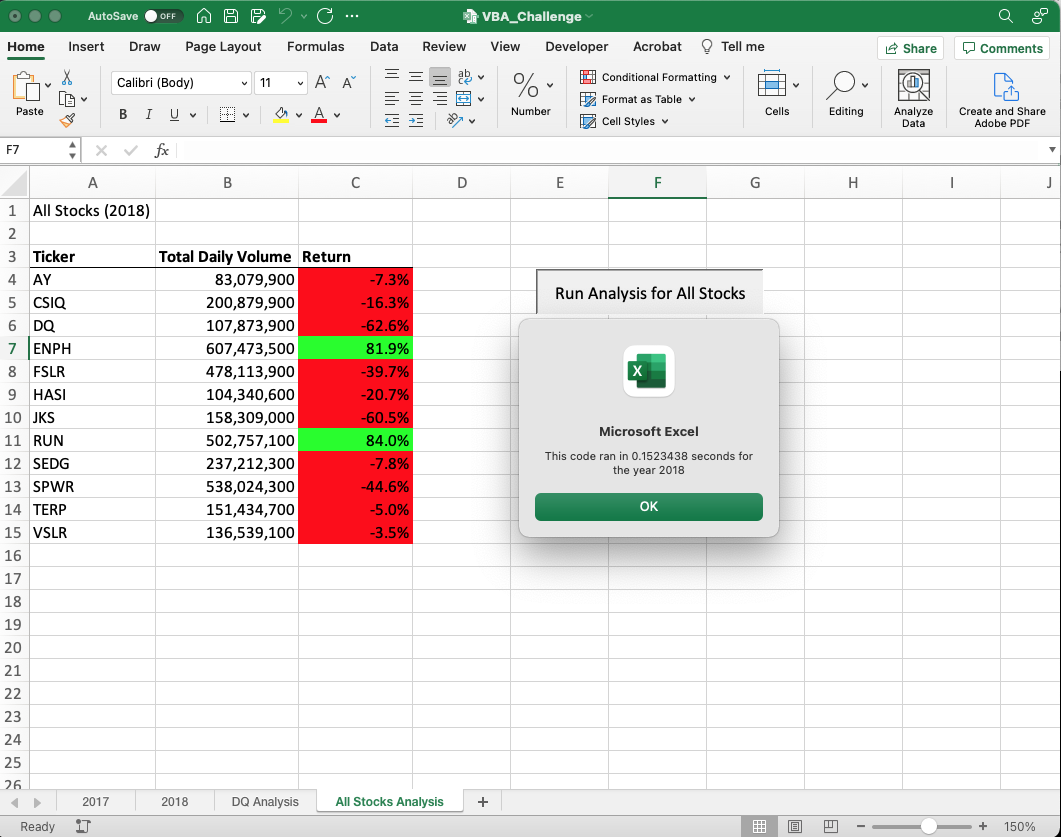 AutoSave OFF VBA_Challenge
Home Insert Draw Page Layout Formulas Data Review View Developer Acrobat Tell me Share Comments
Paste
Calibri (Body) 11 A A
B I U A
ab
%
Number
Conditional Formatting
Format as Table
Cell Styles
Cells
Editing
Analyze
Data
Create and Share
Adobe PDF
F7 fx
A B C D E F G H I J
1 All Stocks (2018)
2
3 Ticker Total Daily Volume Return
4 AY 83,079,900 -7.3%
5 CSIQ 200,879,900 -16.3%
6 DQ 107,873,900 -62.6%
7 ENPH 607,473,500 81.9%
8 FSLR 478,113,900 -39.7%
9 HASI 104,340,600 -20.7%
10 JKS 158,309,000 -60.5%
11 RUN 502,757,100 84.0%
12 SEDG 237,212,300 -7.8%
13 SPWR 538,024,300 -44.6%
14 TERP 151,434,700 -5.0%
15 VSLR 136,539,100 -3.5%
16
17
18
19
20
21
22
23
24
25
26
Run Analysis for All Stocks
X
Microsoft Excel
This code ran in 0.1523438 seconds for
the year 2018
OK
2017 2018 DQ Analysis All Stocks Analysis +
Ready 150%